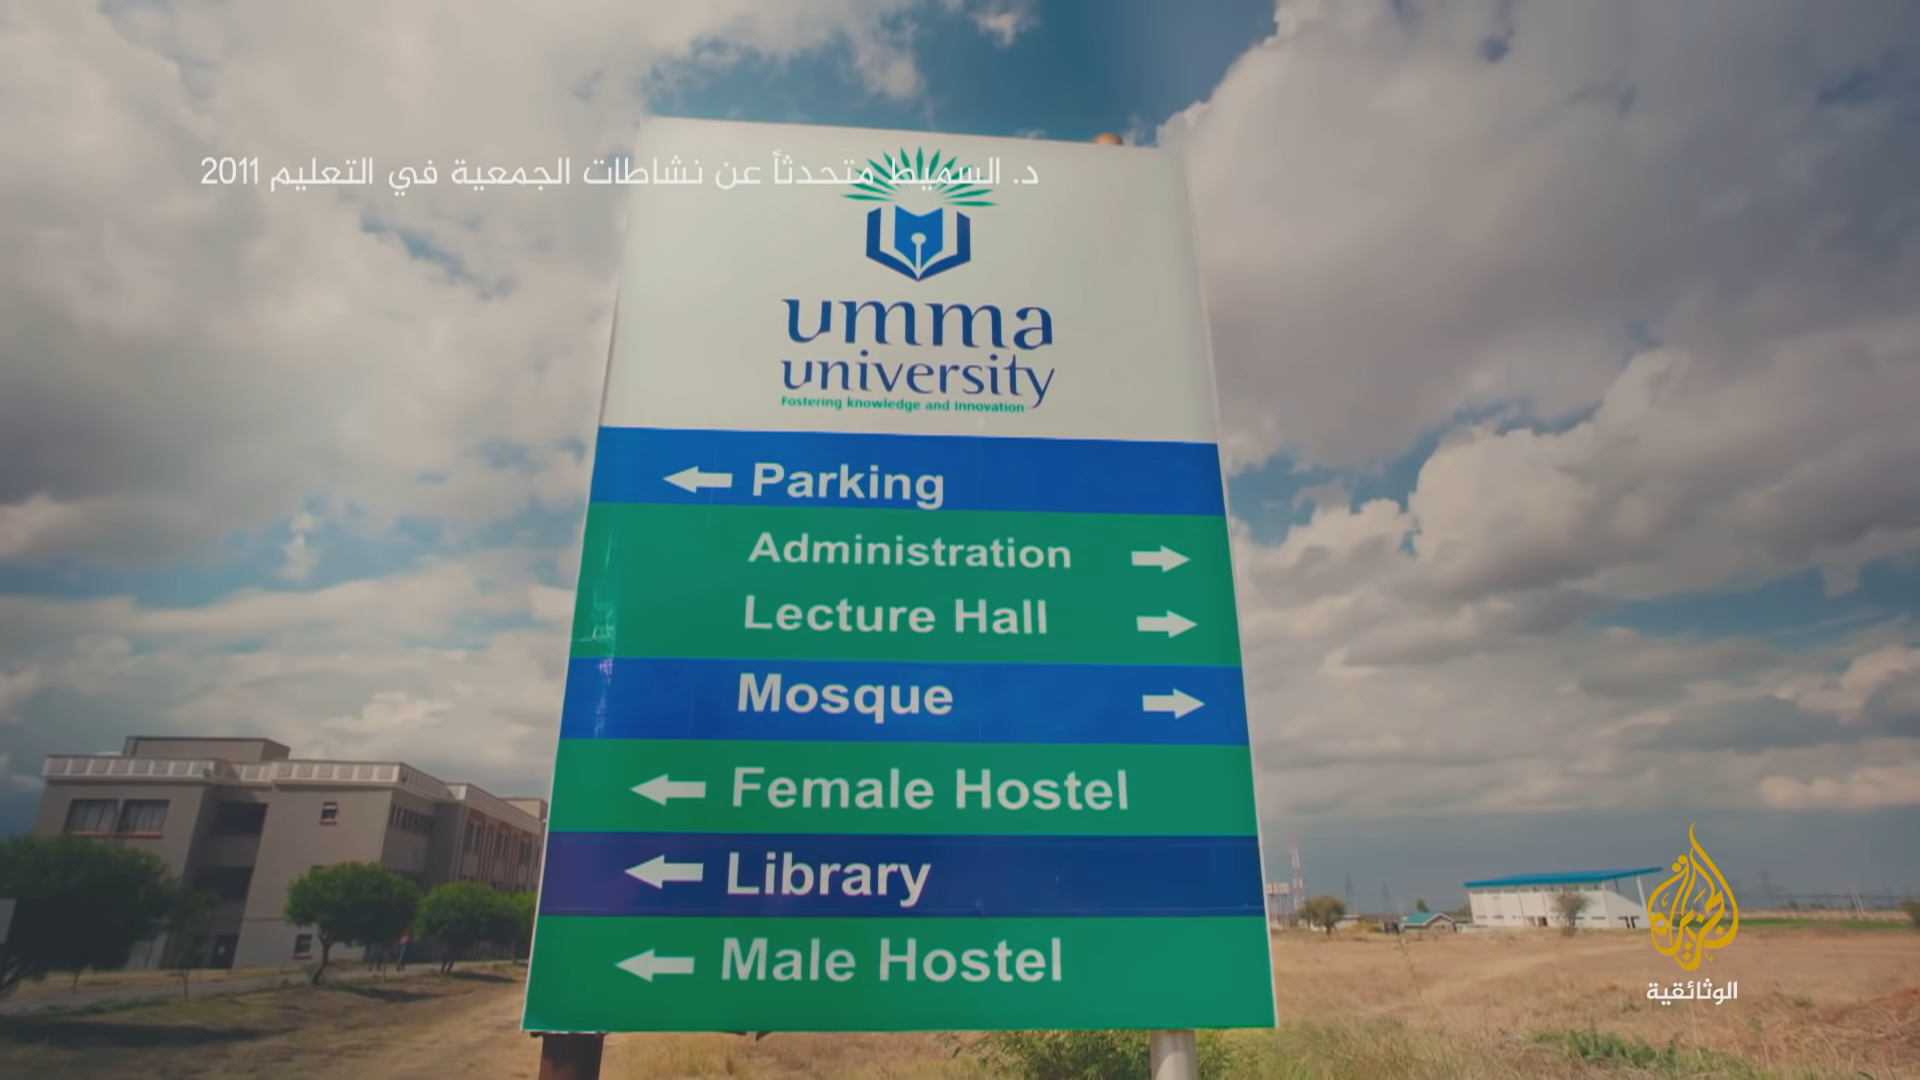 د. السميط متحدثاً عن نشاطات الجمعية في التعليم 2011
umma
university
Fostering knowledge and innovation
Parking
Administration
Lecture Hall
Mosque
Female Hostel
Library
Male Hostel
الجزيرة
الوثائقية